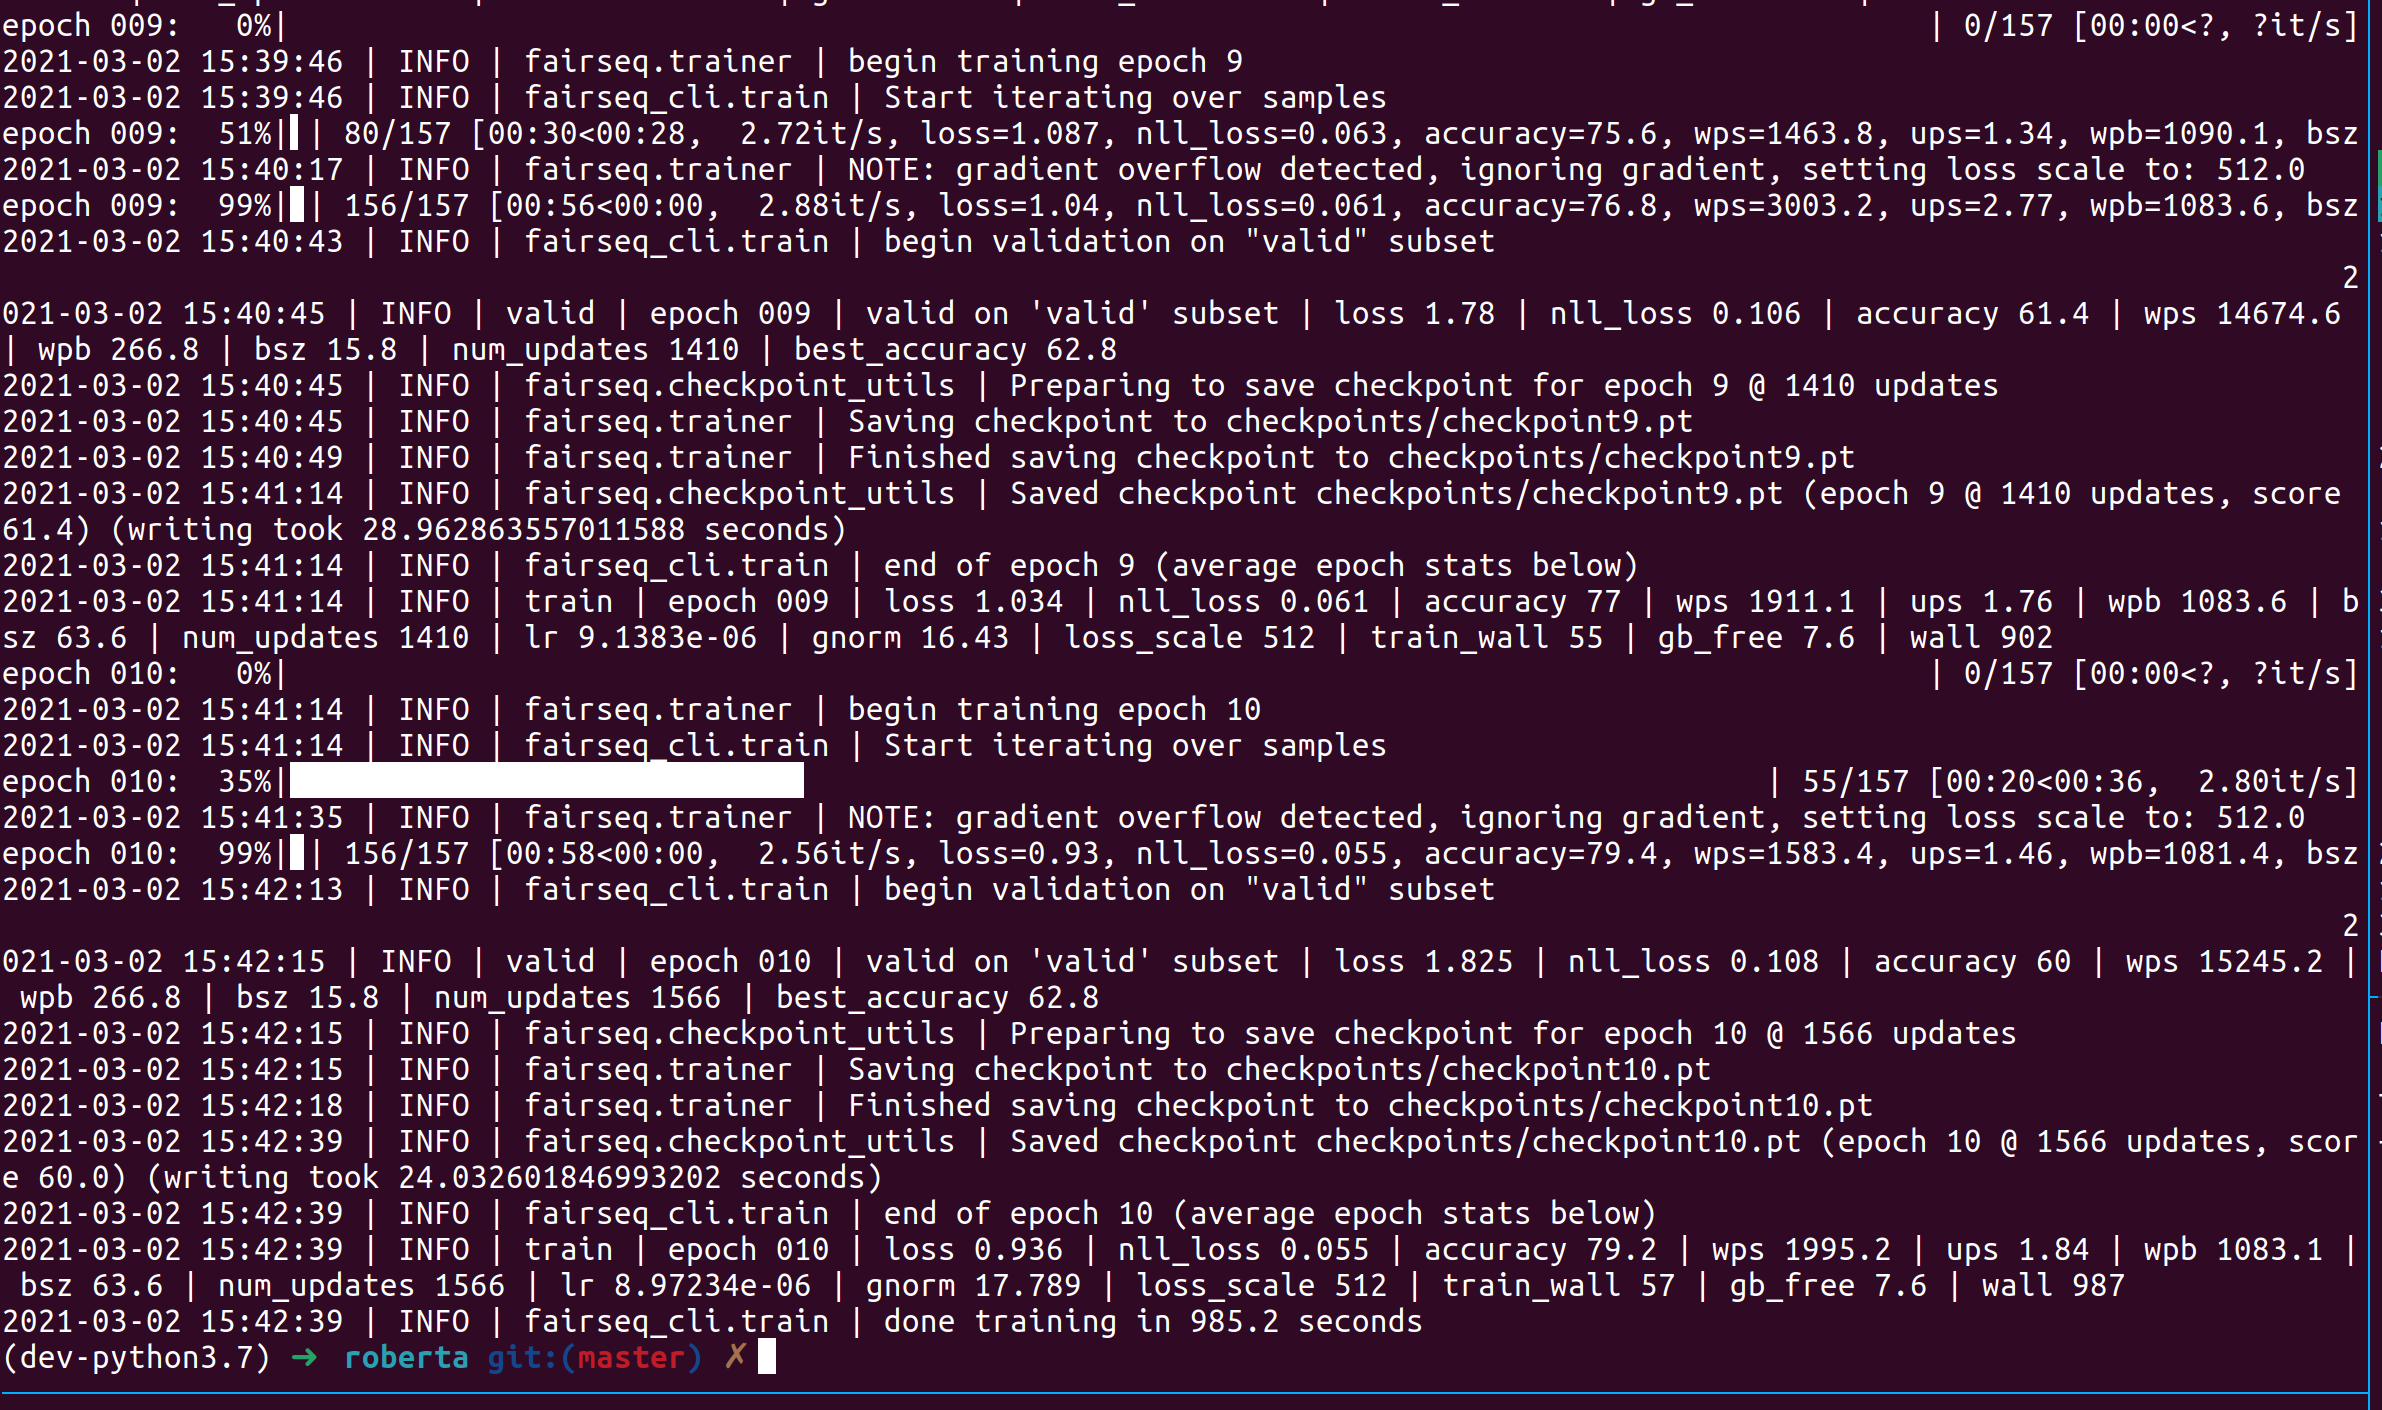 epoch 009:   0%| | 0/157 [00:00<?, ?it/s]
2021-03-02 15:39:46 | INFO | fairseq.trainer | begin training epoch 9
2021-03-02 15:39:46 | INFO | fairseq_cli.train | Start iterating over samples
epoch 009:  51%| | 80/157 [00:30<00:28,  2.72it/s, loss=1.087, nll_loss=0.063, accuracy=75.6, wps=1463.8, ups=1.34, wpb=1090.1, bsz
2021-03-02 15:40:17 | INFO | fairseq.trainer | NOTE: gradient overflow detected, ignoring gradient, setting loss scale to: 512.0
epoch 009:  99%| | 156/157 [00:56<00:00,  2.88it/s, loss=1.04, nll_loss=0.061, accuracy=76.8, wps=3003.2, ups=2.77, wpb=1083.6, bsz
2021-03-02 15:40:43 | INFO | fairseq_cli.train | begin validation on "valid" subset
2
021-03-02 15:40:45 | INFO | valid | epoch 009 | valid on 'valid' subset | loss 1.78 | nll_loss 0.106 | accuracy 61.4 | wps 14674.6
| wpb 266.8 | bsz 15.8 | num_updates 1410 | best_accuracy 62.8
2021-03-02 15:40:45 | INFO | fairseq.checkpoint_utils | Preparing to save checkpoint for epoch 9 @ 1410 updates
2021-03-02 15:40:45 | INFO | fairseq.trainer | Saving checkpoint to checkpoints/checkpoint9.pt
2021-03-02 15:40:49 | INFO | fairseq.trainer | Finished saving checkpoint to checkpoints/checkpoint9.pt
2021-03-02 15:41:14 | INFO | fairseq.checkpoint_utils | Saved checkpoint checkpoints/checkpoint9.pt (epoch 9 @ 1410 updates, score
61.4) (writing took 28.962863557011588 seconds)
2021-03-02 15:41:14 | INFO | fairseq_cli.train | end of epoch 9 (average epoch stats below)
2021-03-02 15:41:14 | INFO | train | epoch 009 | loss 1.034 | nll_loss 0.061 | accuracy 77 | wps 1911.1 | ups 1.76 | wpb 1083.6 | b
sz 63.6 | num_updates 1410 | lr 9.1383e-06 | gnorm 16.43 | loss_scale 512 | train_wall 55 | gb_free 7.6 | wall 902
epoch 010:   0%| | 0/157 [00:00<?, ?it/s]
2021-03-02 15:41:14 | INFO | fairseq.trainer | begin training epoch 10
2021-03-02 15:41:14 | INFO | fairseq_cli.train | Start iterating over samples
epoch 010:  35%| | 55/157 [00:20<00:36,  2.80it/s]
2021-03-02 15:41:35 | INFO | fairseq.trainer | NOTE: gradient overflow detected, ignoring gradient, setting loss scale to: 512.0
epoch 010:  99%| | 156/157 [00:58<00:00,  2.56it/s, loss=0.93, nll_loss=0.055, accuracy=79.4, wps=1583.4, ups=1.46, wpb=1081.4, bsz
2021-03-02 15:42:13 | INFO | fairseq_cli.train | begin validation on "valid" subset
2
021-03-02 15:42:15 | INFO | valid | epoch 010 | valid on 'valid' subset | loss 1.825 | nll_loss 0.108 | accuracy 60 | wps 15245.2 |
wpb 266.8 | bsz 15.8 | num_updates 1566 | best_accuracy 62.8
2021-03-02 15:42:15 | INFO | fairseq.checkpoint_utils | Preparing to save checkpoint for epoch 10 @ 1566 updates
2021-03-02 15:42:15 | INFO | fairseq.trainer | Saving checkpoint to checkpoints/checkpoint10.pt
2021-03-02 15:42:18 | INFO | fairseq.trainer | Finished saving checkpoint to checkpoints/checkpoint10.pt
2021-03-02 15:42:39 | INFO | fairseq.checkpoint_utils | Saved checkpoint checkpoints/checkpoint10.pt (epoch 10 @ 1566 updates, scor
e 60.0) (writing took 24.032601846993202 seconds)
2021-03-02 15:42:39 | INFO | fairseq_cli.train | end of epoch 10 (average epoch stats below)
2021-03-02 15:42:39 | INFO | train | epoch 010 | loss 0.936 | nll_loss 0.055 | accuracy 79.2 | wps 1995.2 | ups 1.84 | wpb 1083.1 |
bsz 63.6 | num_updates 1566 | lr 8.97234e-06 | gnorm 17.789 | loss_scale 512 | train_wall 57 | gb_free 7.6 | wall 987
2021-03-02 15:42:39 | INFO | fairseq_cli.train | done training in 985.2 seconds
(dev-python3.7) ➜ roberta git:(master) ✗